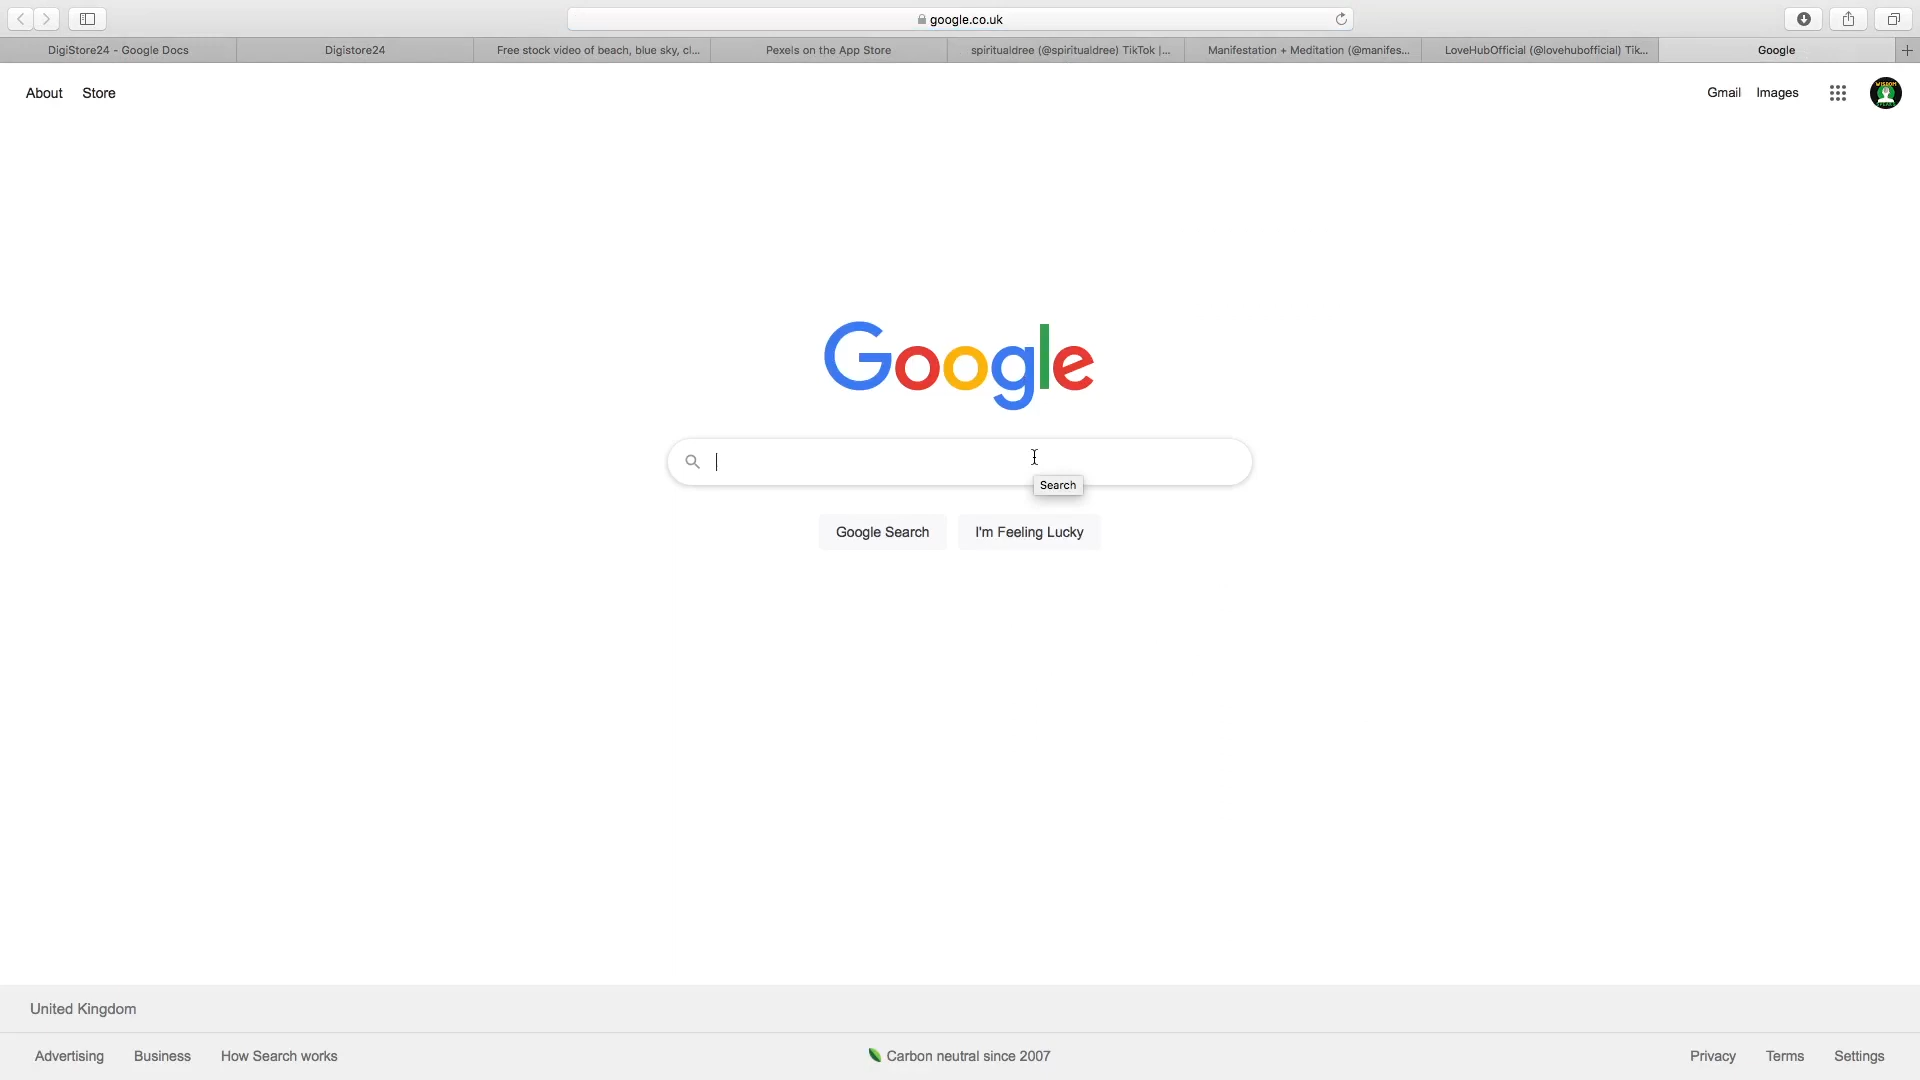 google.co.uk
DigiStore24 - Google Docs
Digistore24
Free stock video of beach, blue sky, cl...
Pexels on the App Store
spiritualdree (@spiritualdree) TikTok |...
Manifestation + Meditation (@manifes...
LoveHubOfficial (@lovehubofficial) Tik...
Google
About Store
Gmail Images
WISDOM
Google
Search
Google Search
I'm Feeling Lucky
United Kingdom
Advertising Business How Search works
Carbon neutral since 2007
Privacy Terms Settings